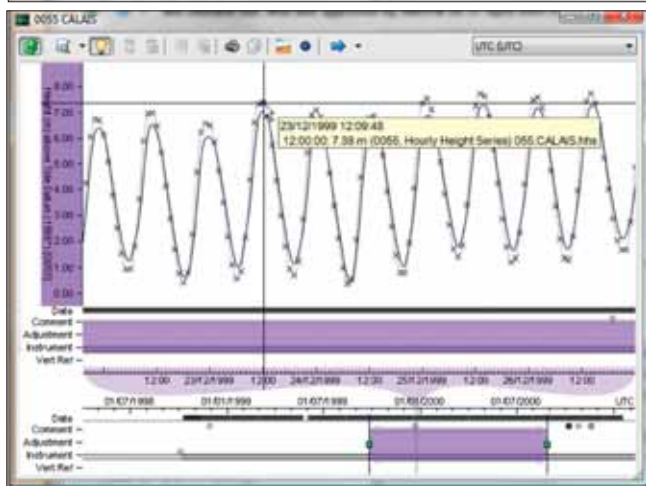 0055 CALAIS
UTC (UTC)
8.00
7.00
23/12/1999 12:09:48
12:00:00: 7.38 m (0055, Hourly Height Series) 055.CALAIS.hhs
6.00
5.00
4.00
3.00
2.00
1.00
0.00
Date
Comment
Adjustment
Instrument
Vert Ref
12:00 23/12/1999 12:00 24/12/1999 12:00 25/12/1999 12:00 26/12/1999 12:00
01/07/1998 01/01/1999 01/07/1999 01/01/2000 01/07/2000 UTC
Date
Comment
Adjustment
Instrument
Vert Ref